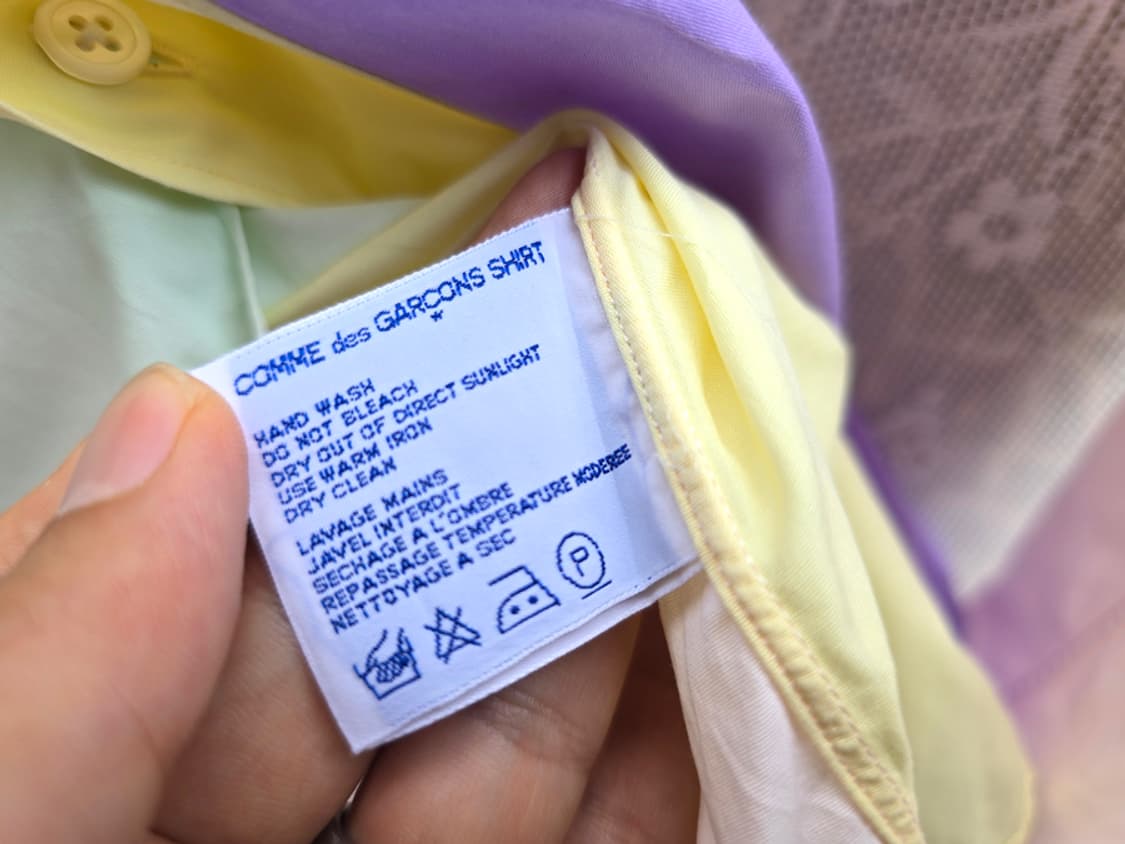 COMME des GARÇONS SHIRT
HAND WASH
DO NOT BLEACH
DRY OUT OF DIRECT SUNLIGHT
USE WARM IRON
DRY CLEAN
LAVAGE MAINS
JAVEL INTERDIT
SECHAGE A L'OMBRE
REPASSAGE TEMPERATURE MODEREE
NETTOYAGE A SEC
P